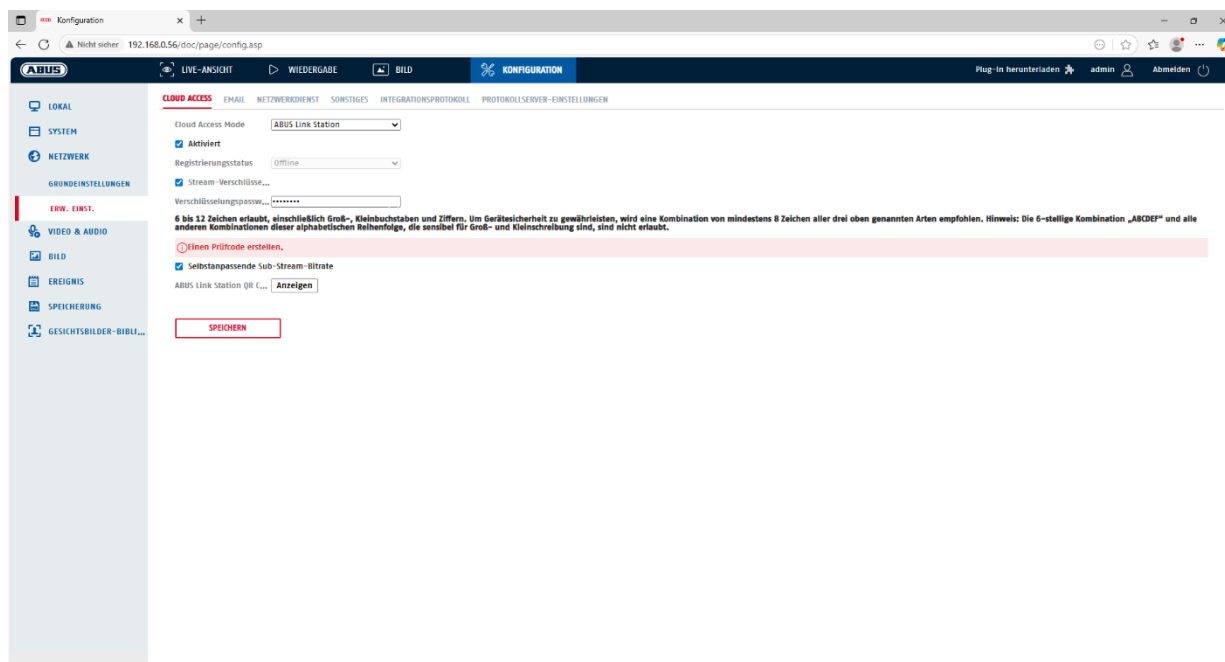 Konfiguration
Nicht sicher 192.168.0.56/doc/page/config.asp
ABUS LIVE-ANSICHT WIEDERGABE BILD KONFIGURATION Plug-In herunterladen admin Abmelden
CLOUD ACCESS EMAIL NETZWERKDIENST SONSTIGES INTEGRATIONSPROTOKOLL PROTOKOLLSERVER-EINSTELLUNGEN
LOKAL
SYSTEM
NETZWERK
GRUNDEINSTELLUNGEN
ERW. EINST.
VIDEO & AUDIO
BILD
EREIGNIS
SPEICHERUNG
GESICHTSBILDER-BIBLI...
Cloud Access Mode ABUS Link Station
Aktiviert
Registrierungsstatus Offline
Stream-Verschlüsse...
Verschlüsselungspassw... ••••••••
6 bis 12 Zeichen erlaubt, einschließlich Groß-, Kleinbuchstaben und Ziffern. Um Gerätesicherheit zu gewährleisten, wird eine Kombination von mindestens 8 Zeichen aller drei oben genannten Arten empfohlen. Hinweis: Die 6-stellige Kombination „ABCDEF“ und alle
anderen Kombinationen dieser alphabetischen Reihenfolge, die sensibel für Groß- und Kleinschreibung sind, sind nicht erlaubt.
Einen Prüfcode erstellen.
Selbstanpassende Sub-Stream-Bitrate
ABUS Link Station QR C... Anzeigen
SPEICHERN